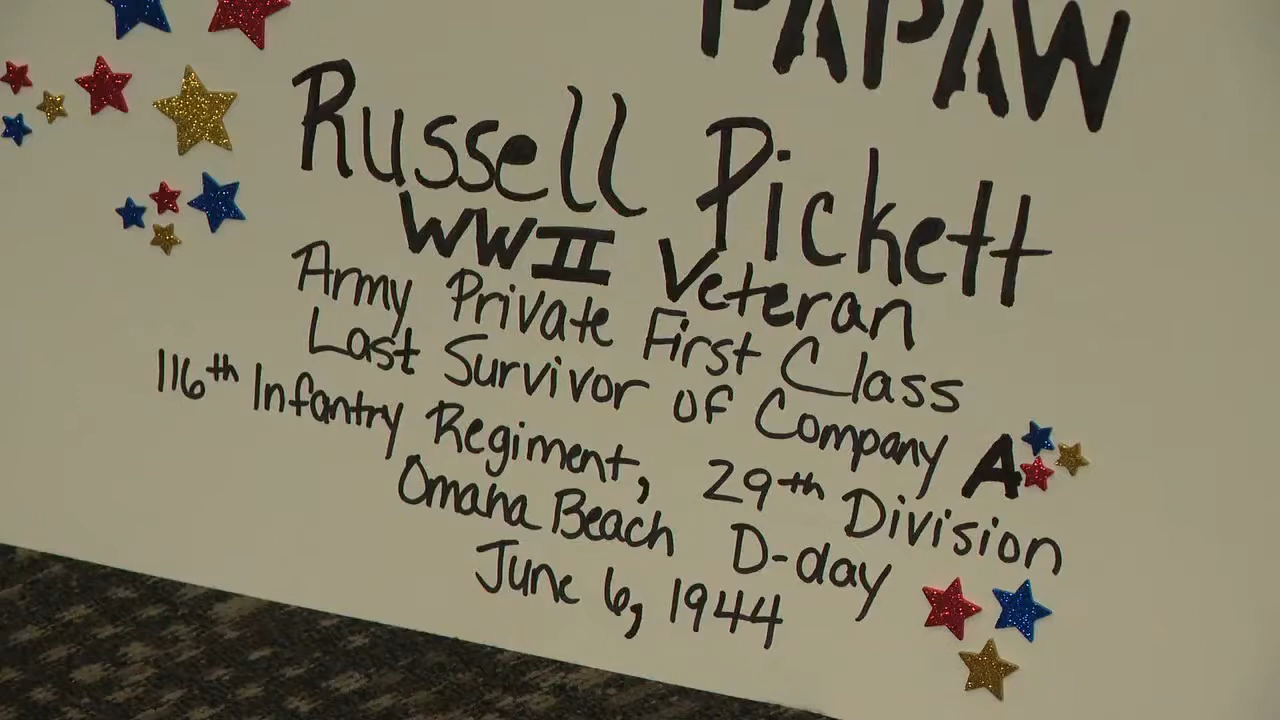 PAPAW
Russell Pickett
WWII Veteran
Army Private First Class
Last Survivor of Company A
116th Infantry Regiment, 29th Division
Omaha Beach D-day
June 6, 1944